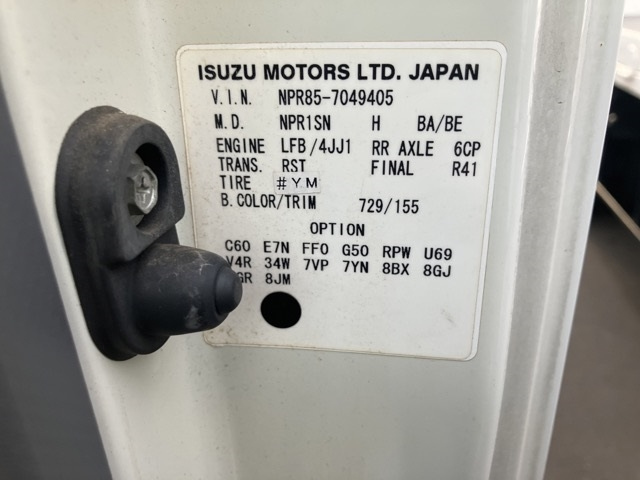 ISUZU MOTORS LTD. JAPAN
V.I.N. NPR85-7049405
M.D. NPR1SN H BA/BE
ENGINE LFB/4JJ1 RR AXLE 6CP
TRANS. RST FINAL R41
TIRE #YM
B.COLOR/TRIM 729/155
OPTION
C60 E7N FF0 G50 RPW U69
V4R 34W 7VP 7YN 8BX 8GJ
8JM